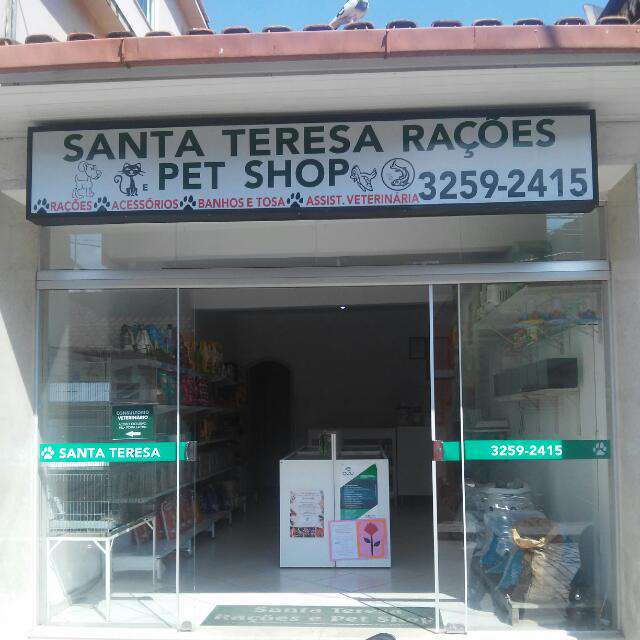 SANTA TERESA RAÇÕES
E PET SHOP
RAÇÕES ACESSÓRIOS BANHOS E TOSA ASSIST. VETERINÁRIA 3259-2415
CONSULTÓRIO
VETERINÁRIO
SANTA TERESA
3259-2415
Santa Teresa
Rações e Pet Shop